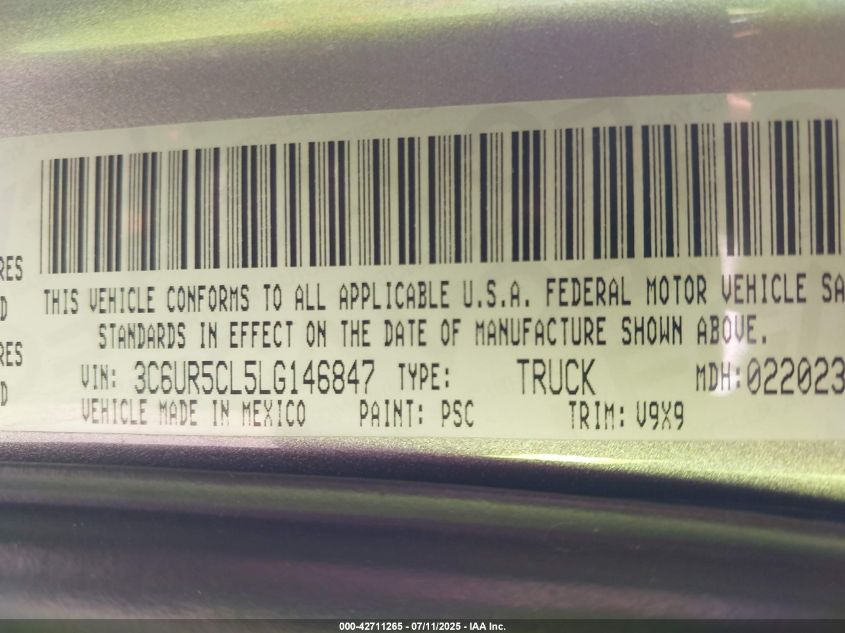 RES
D
RES
D
THIS VEHICLE CONFORMS TO ALL APPLICABLE U.S.A. FEDERAL MOTOR VEHICLE SA
STANDARDS IN EFFECT ON THE DATE OF MANUFACTURE SHOWN ABOVE.
VIN: 3C6UR5CL5LG146847 TYPE: TRUCK MDH:022023
VEHICLE MADE IN MEXICO PAINT: PSC TRIM: V9X9
000-42711265 - 07/11/2025 - IAA Inc.